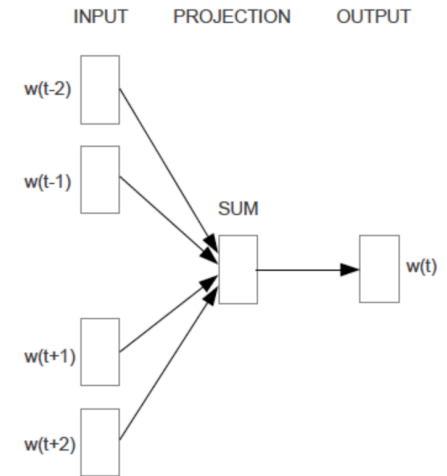 INPUT PROJECTION OUTPUT
w(t-2)
w(t-1)
SUM
w(t)
w(t+1)
w(t+2)